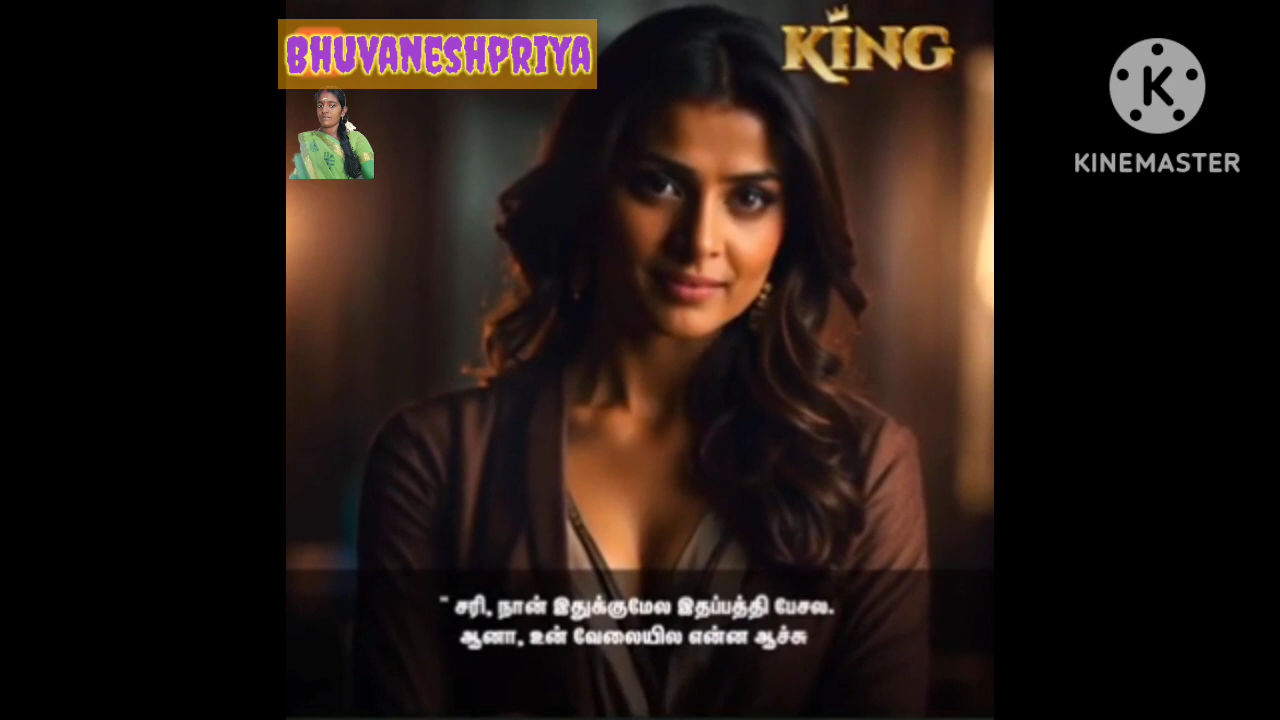 BHUVANESHPRIYA
KING
K
KINEMASTER
" சரி, நான் இதுக்குமேல இதப்பத்தி பேசல.
ஆனா, உன் வேலையில என்ன ஆச்சு